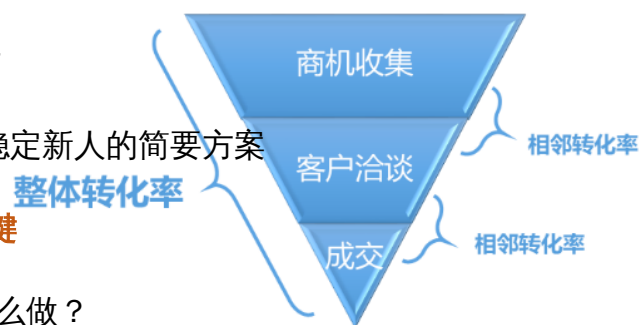 商机收集
稳定新人的简要方案
相邻转化率
客户洽谈
整体转化率
键
相邻转化率
成交
么做？